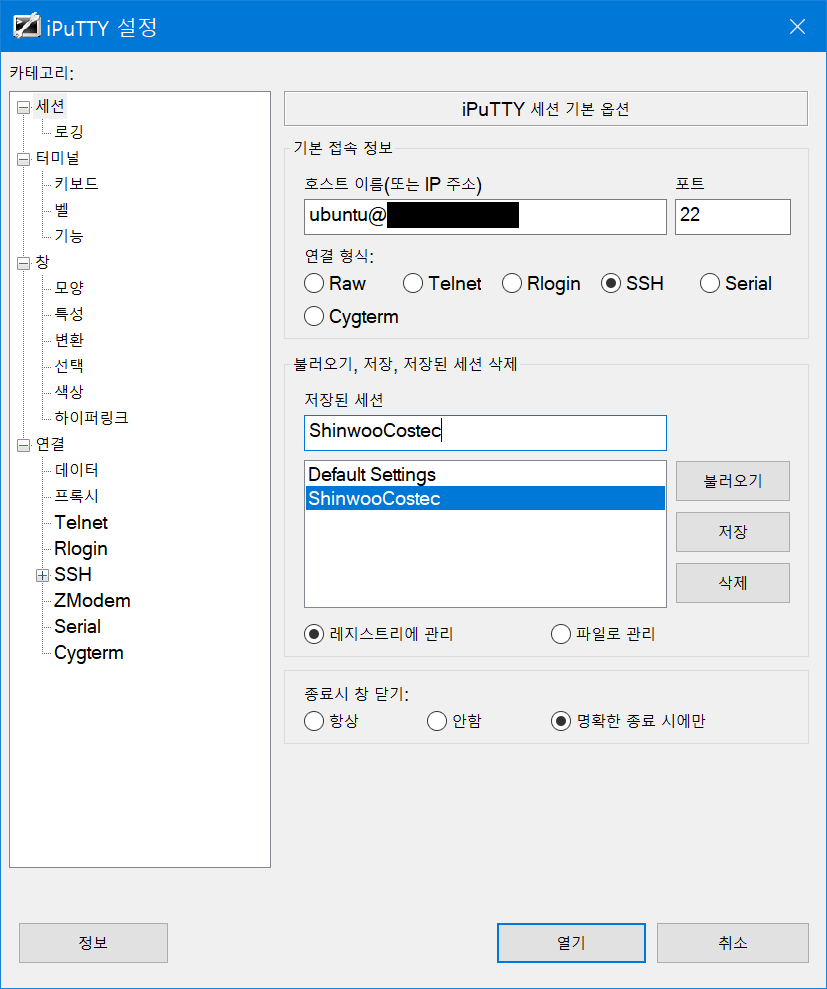 iPuTTY 설정
카테고리:
세션
로깅
터미널
키보드
벨
기능
창
모양
특성
변환
선택
색상
하이퍼링크
연결
데이터
프록시
Telnet
Rlogin
SSH
ZModem
Serial
Cygterm
iPuTTY 세션 기본 옵션
기본 접속 정보
호스트 이름(또는 IP 주소) 포트
ubuntu@ 22
연결 형식:
Raw Telnet Rlogin SSH Serial
Cygterm
불러오기, 저장, 저장된 세션 삭제
저장된 세션
ShinwooCostec
Default Settings
ShinwooCostec
불러오기
저장
삭제
레지스트리에 관리 파일로 관리
종료시 창 닫기:
항상 안함 명확한 종료 시에만
정보 열기 취소